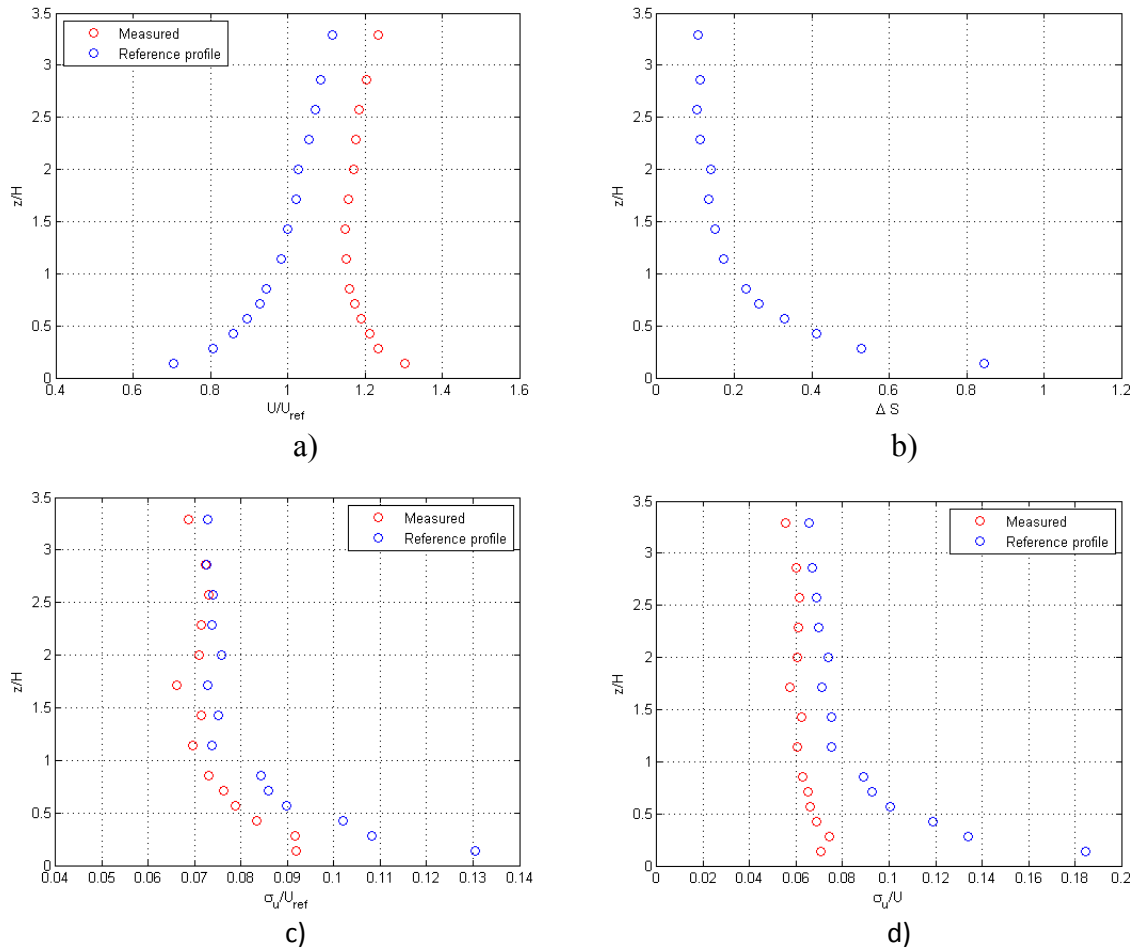 Measured
Reference profile
3.5
3
2.5
2
1.5
1
0.5
0
z/H
0.4 0.6 0.8 1 1.2 1.4 1.6
U/U_ref
a)
3.5
3
2.5
2
1.5
1
0.5
0
z/H
0 0.2 0.4 0.6 0.8 1 1.2
Δ S
b)
Measured
Reference profile
3.5
3
2.5
2
1.5
1
0.5
0
z/H
0.04 0.05 0.06 0.07 0.08 0.09 0.1 0.11 0.12 0.13 0.14
σ_u/U_ref
c)
Measured
Reference profile
3.5
3
2.5
2
1.5
1
0.5
0
z/H
0 0.02 0.04 0.06 0.08 0.1 0.12 0.14 0.16 0.18 0.2
σ_u/U
d)